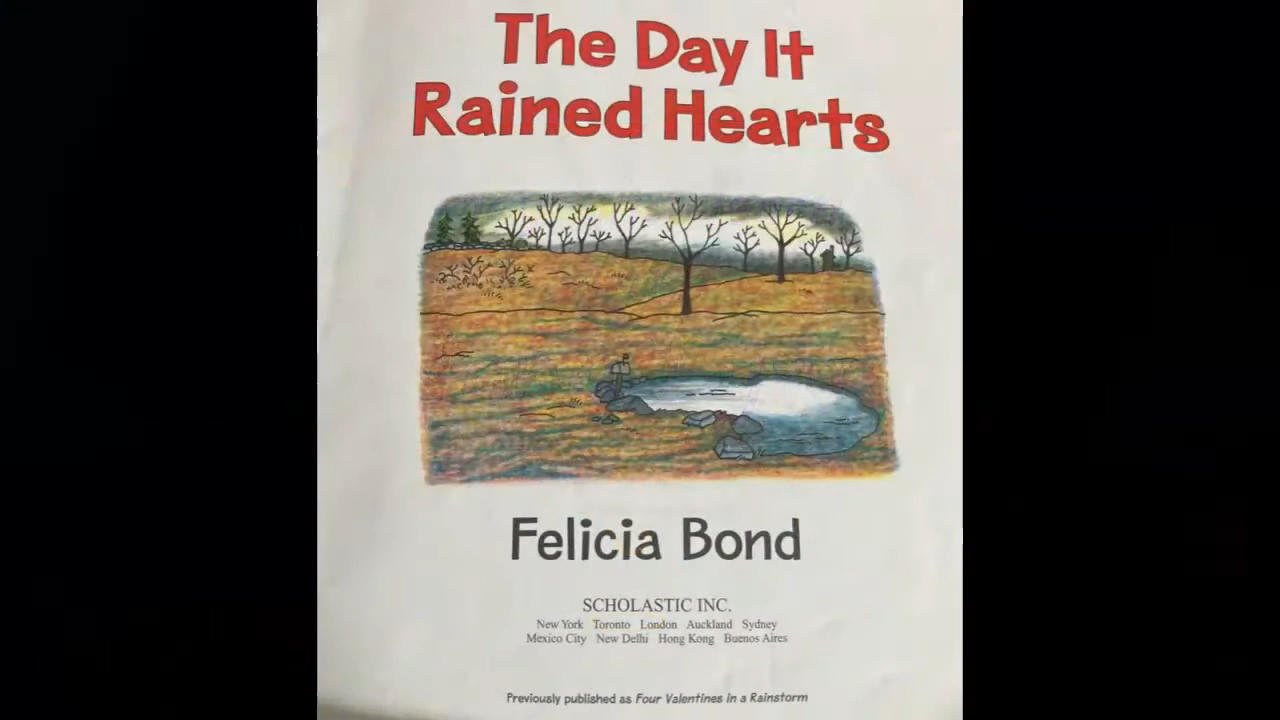 The Day It
Rained Hearts
Felicia Bond
SCHOLASTIC INC.
New York Toronto London Auckland Sydney
Mexico City New Delhi Hong Kong Buenos Aires
Previously published as Four Valentines in a Rainstorm